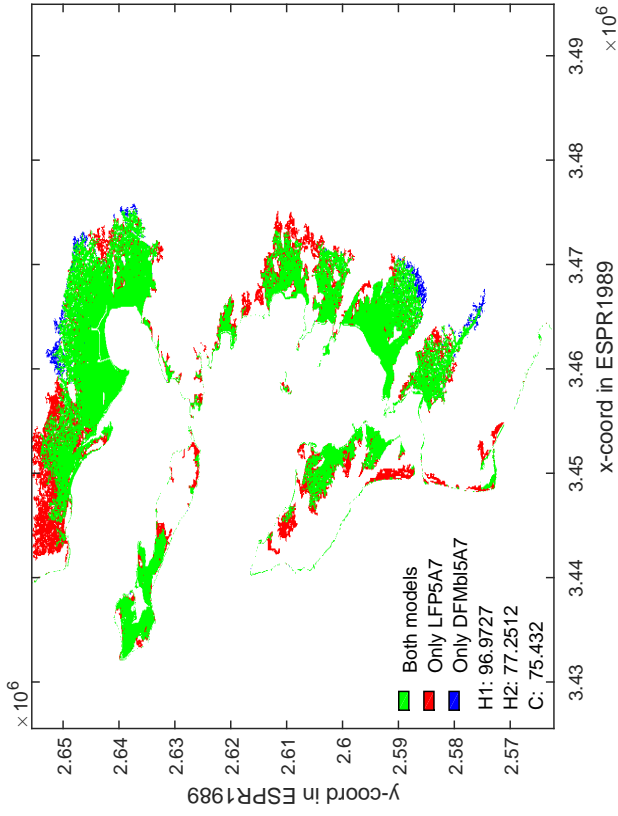 ×10^6
2.65
2.64
2.63
2.62
2.61
2.6
2.59
2.58
2.57
y-coord in ESPR1989
Both models
Only LFP5A7
Only DFMbl5A7
H1: 96.9727
H2: 77.2512
C: 75.432
3.43
3.44
3.45
3.46
3.47
3.48
3.49
×10^6
x-coord in ESPR1989